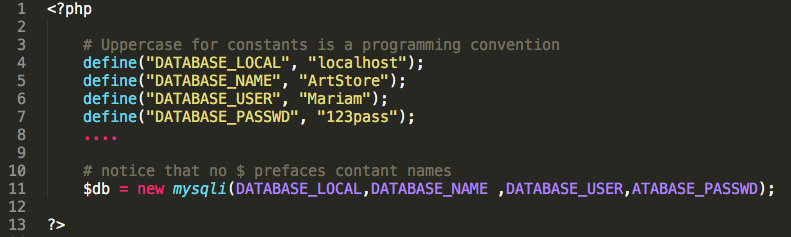 1 <?php
2
3 # Uppercase for constants is a programming convention
4 define("DATABASE_LOCAL", "localhost");
5 define("DATABASE_NAME", "ArtStore");
6 define("DATABASE_USER", "Mariam");
7 define("DATABASE_PASSWD", "123pass");
8 ....
9
10 # notice that no $ prefaces contant names
11 $db = new mysqli(DATABASE_LOCAL,DATABASE_NAME ,DATABASE_USER,ATABASE_PASSWD);
12
13 ?>